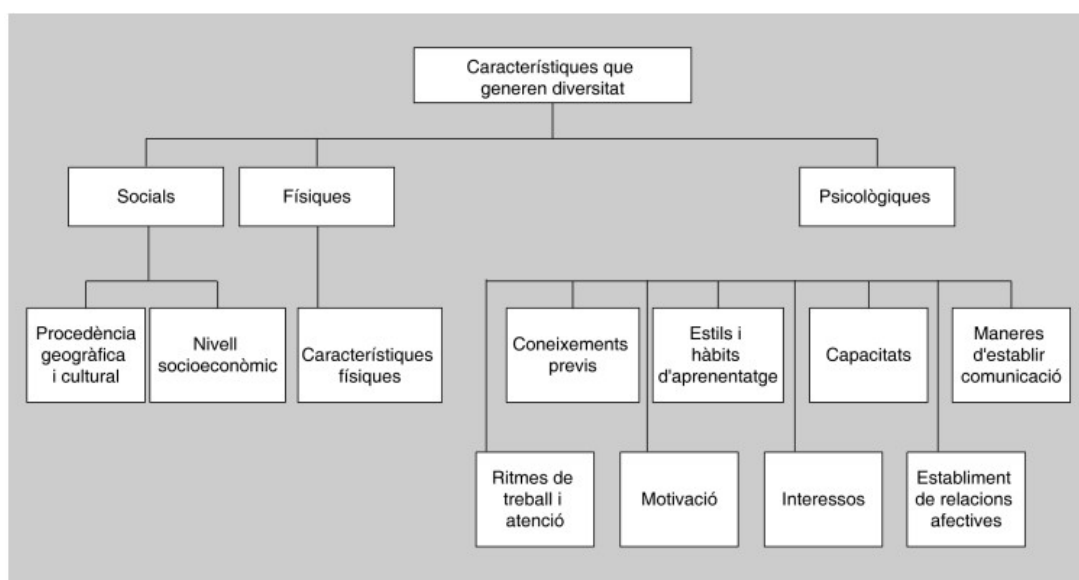 Característiques que
generen diversitat
Socials
Físiques
Psicològiques
Procedència
geogràfica
i cultural
Nivell
socioeconòmic
Característiques
físiques
Coneixements
previs
Estils i
hàbits
d'aprenentatge
Capacitats
Maneres
d'establir
comunicació
Ritmes de
treball i
atenció
Motivació
Interessos
Establiment
de relacions
afectives